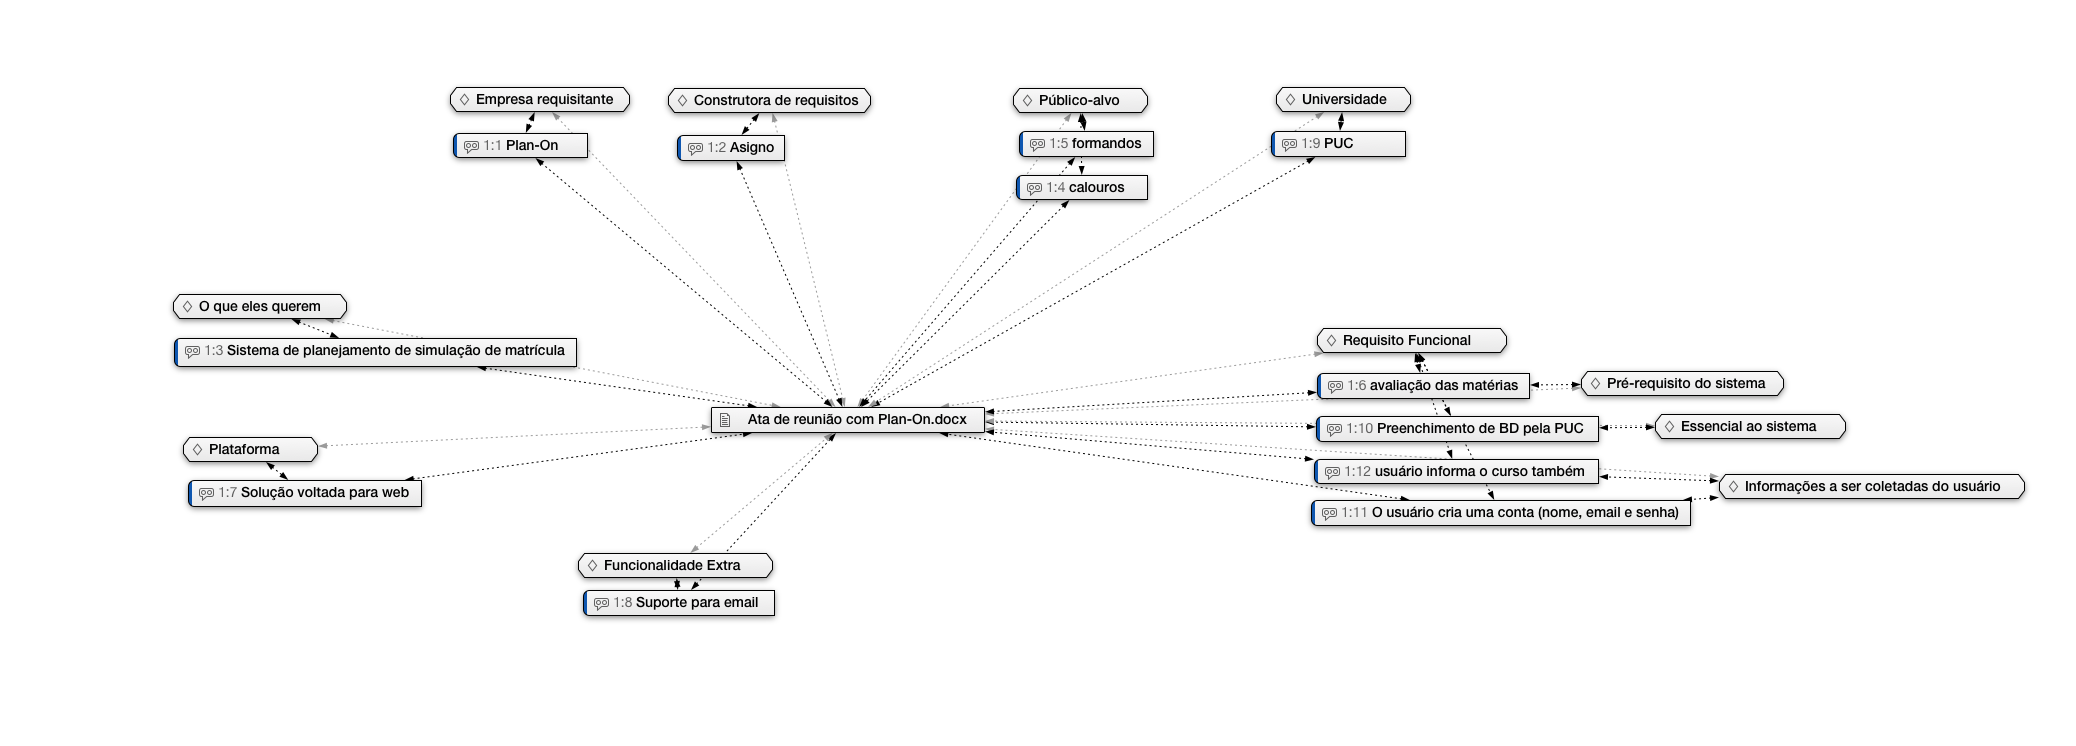 Empresa requisitante
Construtora de requisitos
Público-alvo
Universidade
1:1 Plan-On
1:2 Asigno
1:5 formandos
1:9 PUC
1:4 calouros
O que eles querem
1:3 Sistema de planejamento de simulação de matrícula
Requisito Funcional
1:6 avaliação das matérias
Pré-requisito do sistema
Ata de reunião com Plan-On.docx
1:10 Preenchimento de BD pela PUC
Essencial ao sistema
Plataforma
1:12 usuário informa o curso também
1:7 Solução voltada para web
Informações a ser coletadas do usuário
1:11 O usuário cria uma conta (nome, email e senha)
Funcionalidade Extra
1:8 Suporte para email